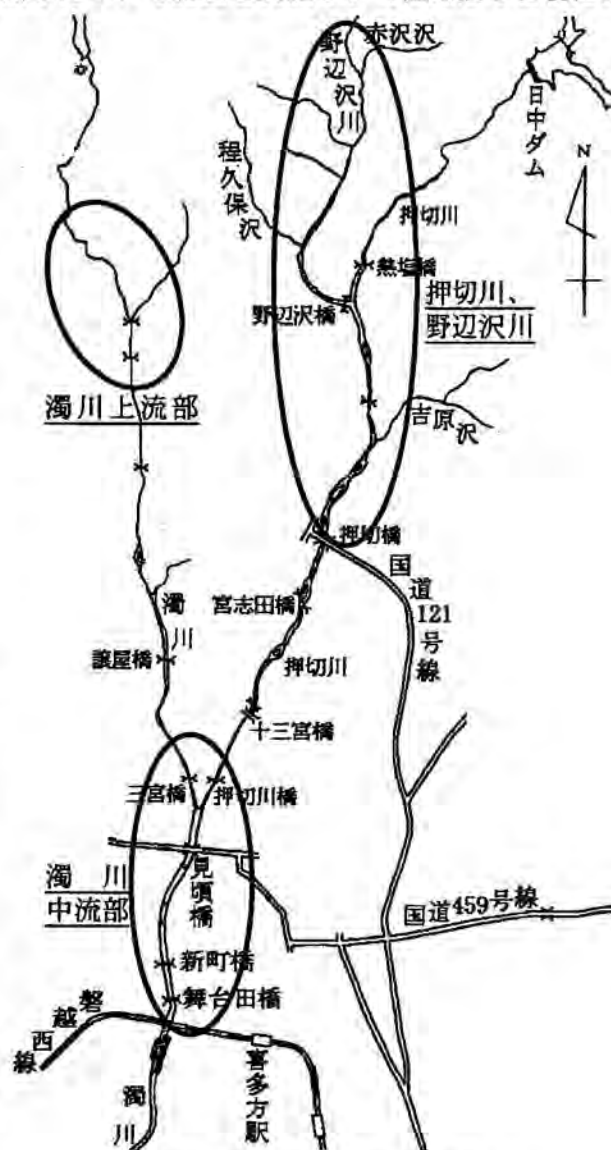 赤沢沢
野辺沢川
日中ダム
N
程久保沢
押切川
熱塩橋
野辺沢橋
押切川、
野辺沢川
濁川上流部
吉原沢
押切橋
国道121号線
宮志田橋
濁川
譲屋橋
押切川
十三宮橋
三宮橋
押切川橋
濁川
中流部
見頃橋
国道459号線
新町橋
舞台田橋
磐越西線
喜多方駅
濁川